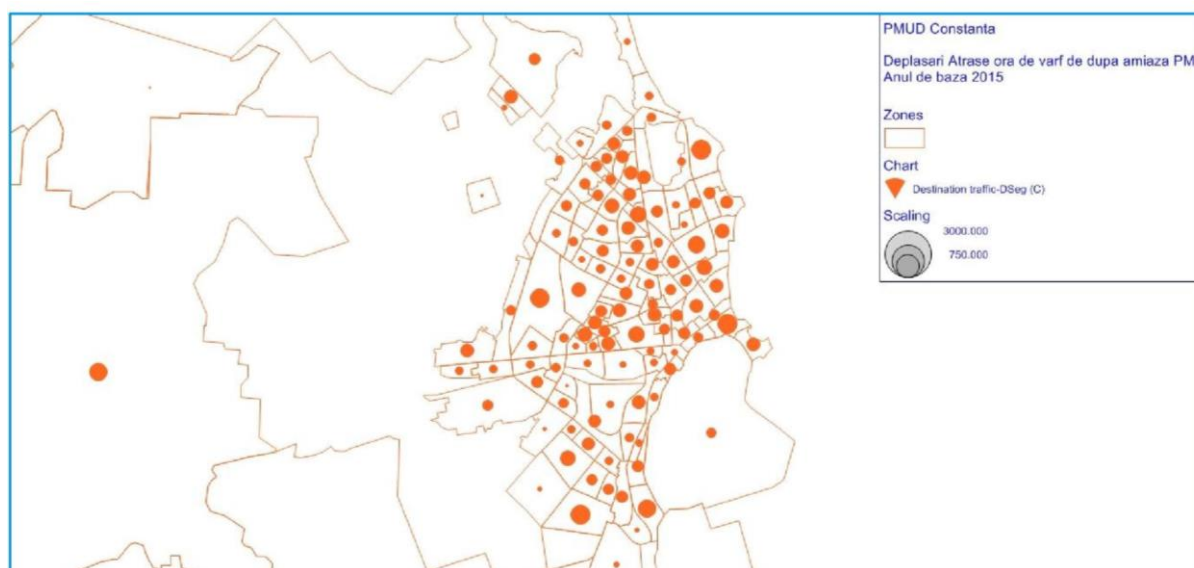 PMUD Constanta
Deplasari Atrase ora de varf de dupa amiaza PM
Anul de baza 2015
Zones
Chart
Destination traffic-DSeg (C)
Scaling
3000.000
750.000